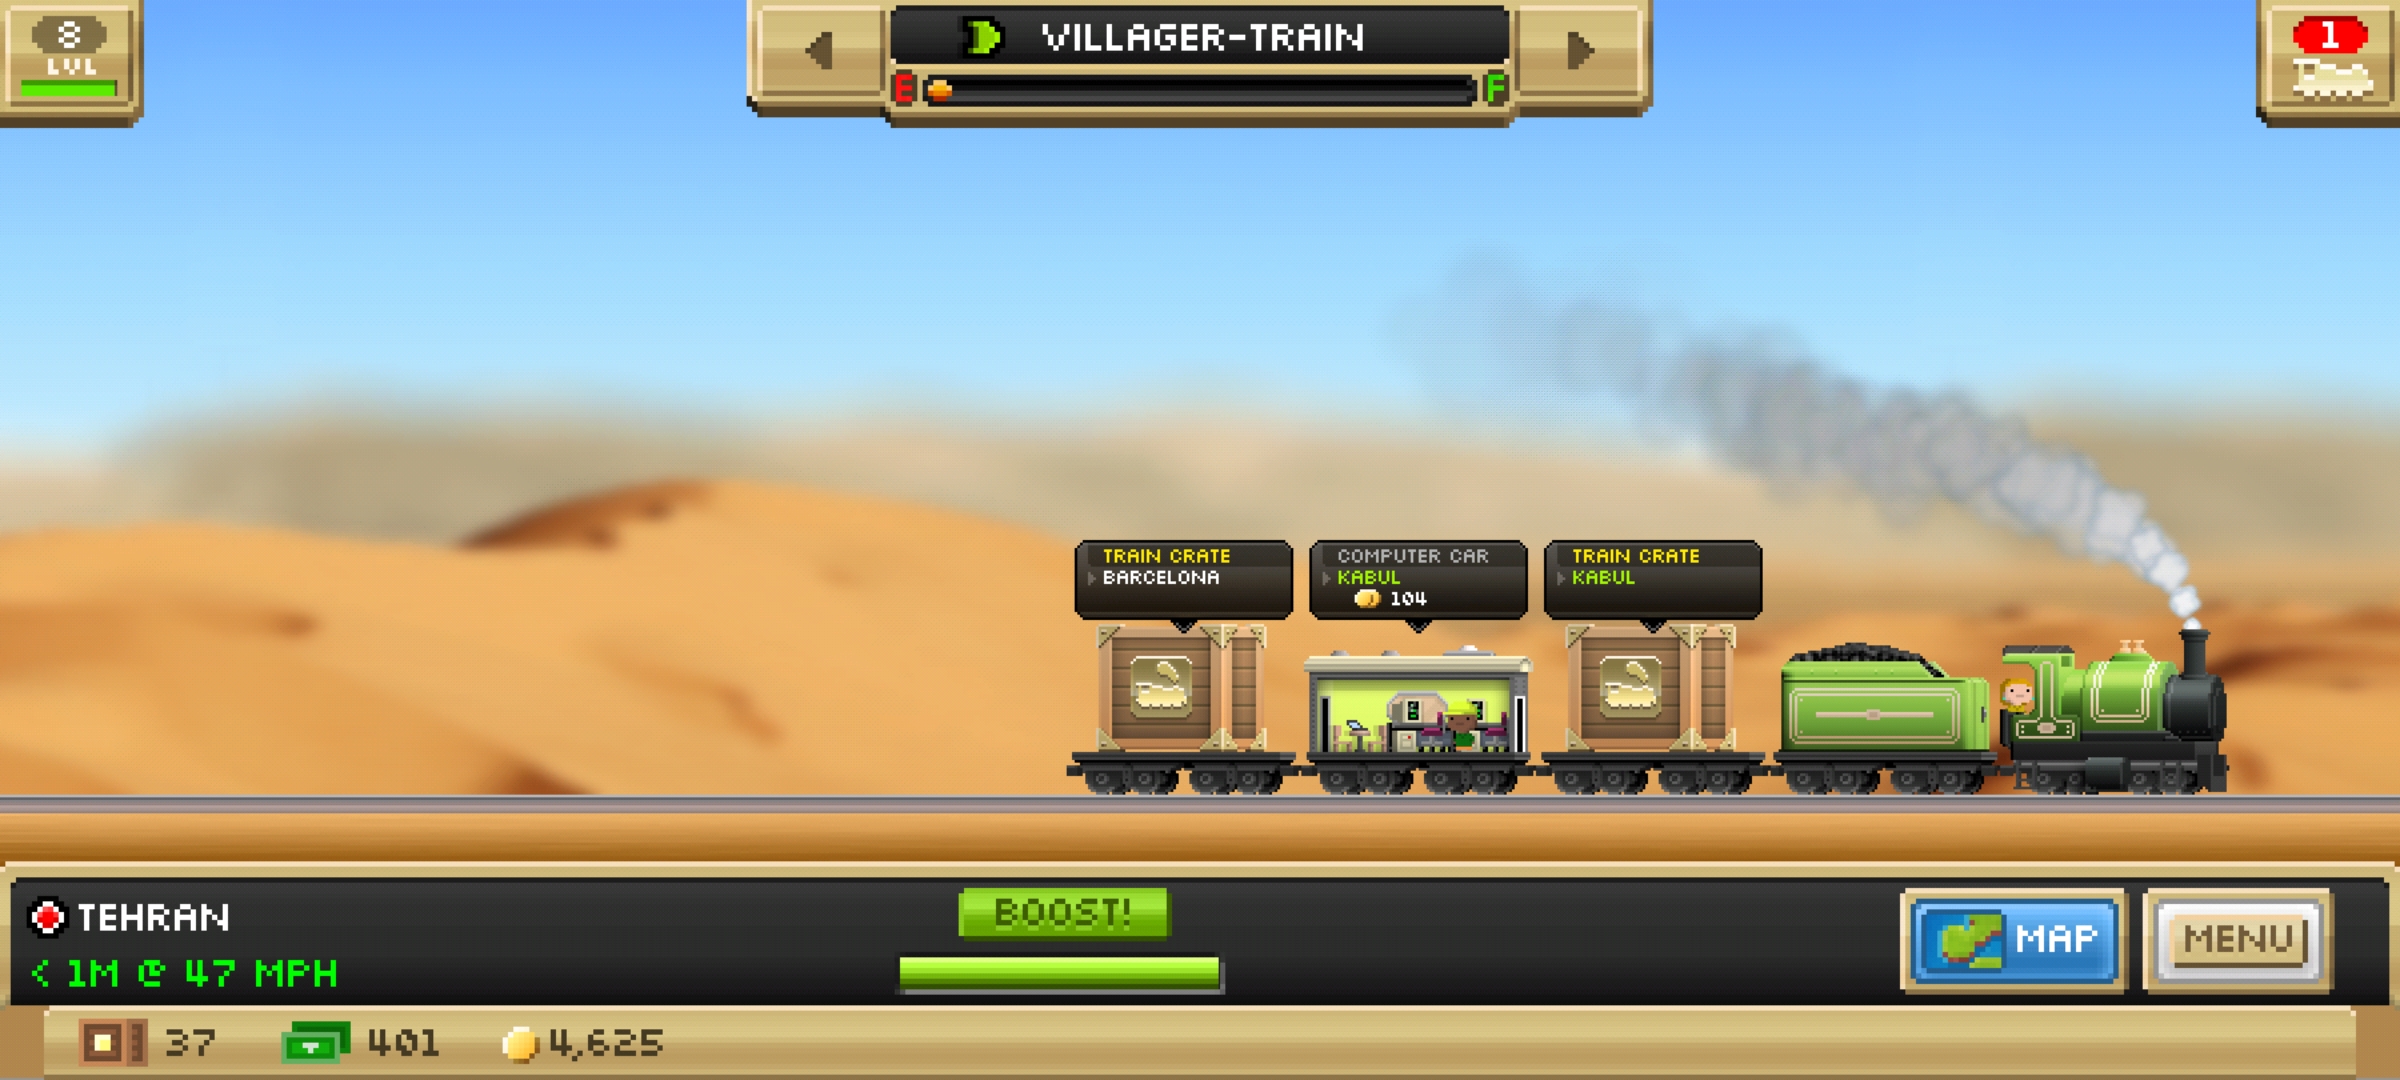 8
LVL
VILLAGER-TRAIN
E F
1
TRAIN CRATE
BARCELONA
COMPUTER CAR
KABUL
104
TRAIN CRATE
KABUL
TEHRAN
< 1M @ 47 MPH
BOOST!
MAP
MENU
37 401 4,625